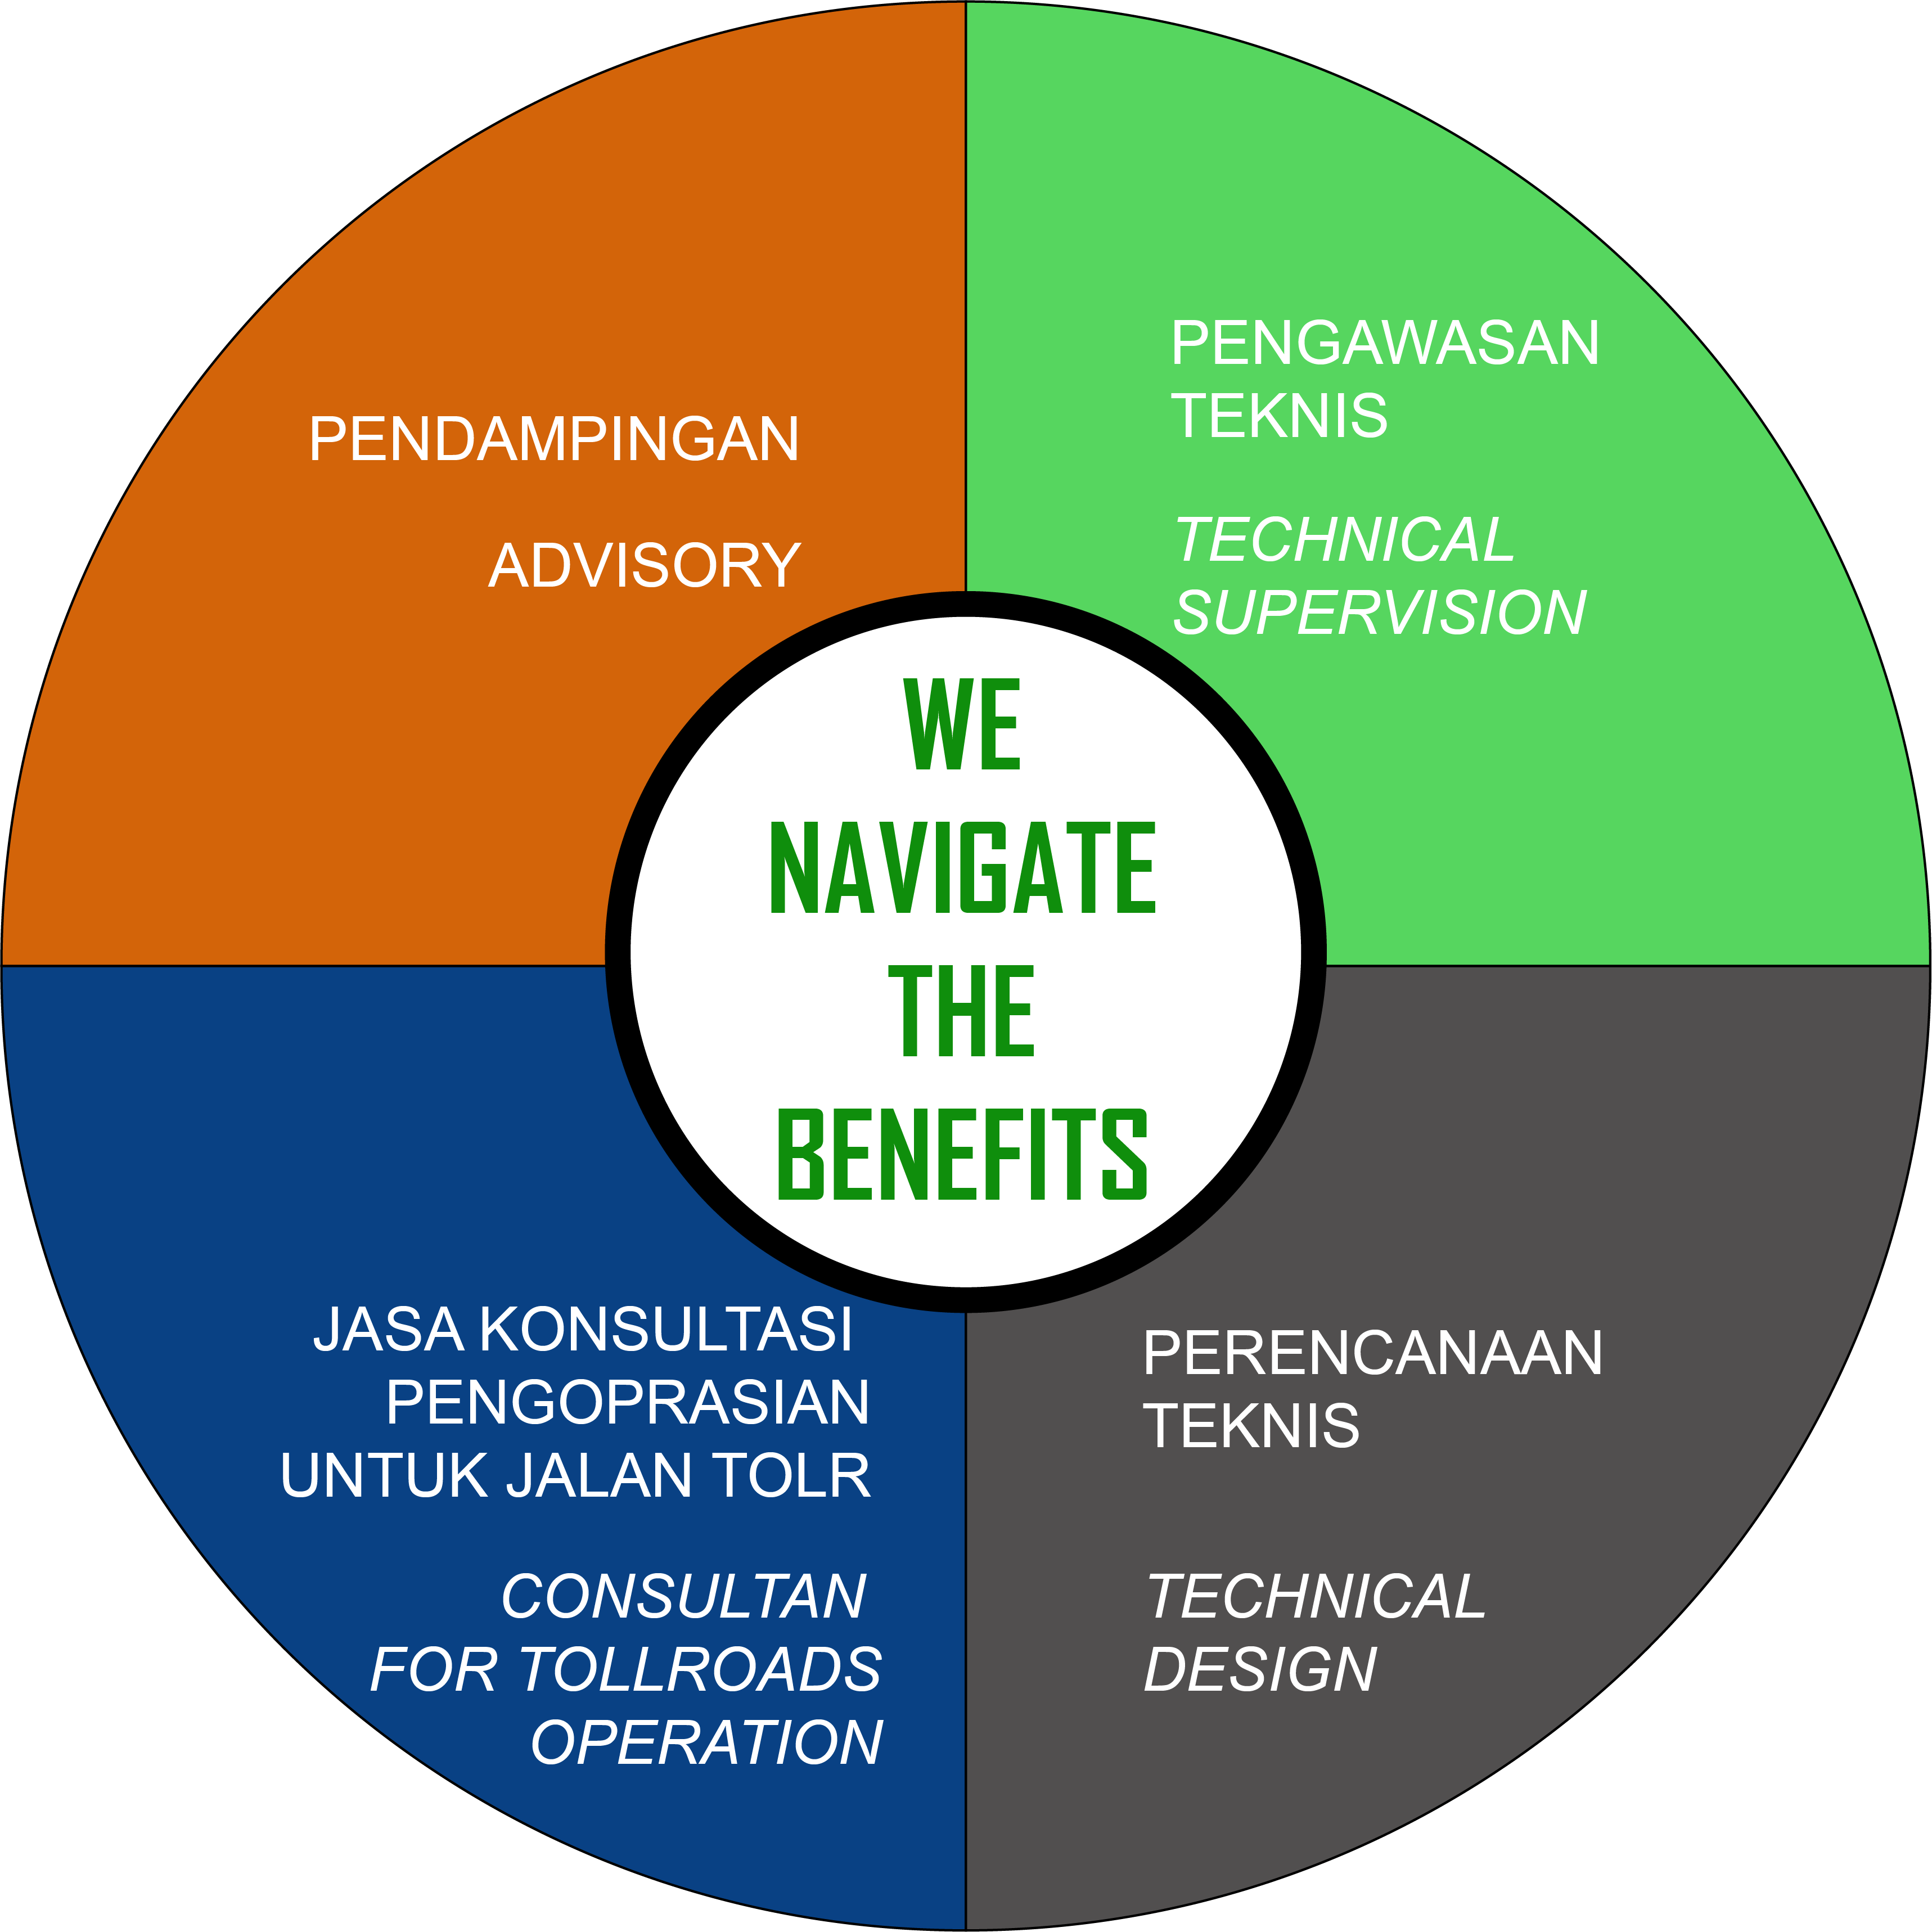 PENDAMPINGAN
ADVISORY
PENGAWASAN
TEKNIS
TECHNICAL
SUPERVISION
WE
NAVIGATE
THE
BENEFITS
JASA KONSULTASI
PENGOPRASIAN
UNTUK JALAN TOLR
CONSULTAN
FOR TOLLROADS
OPERATION
PERENCANAAN
TEKNIS
TECHNICAL
DESIGN